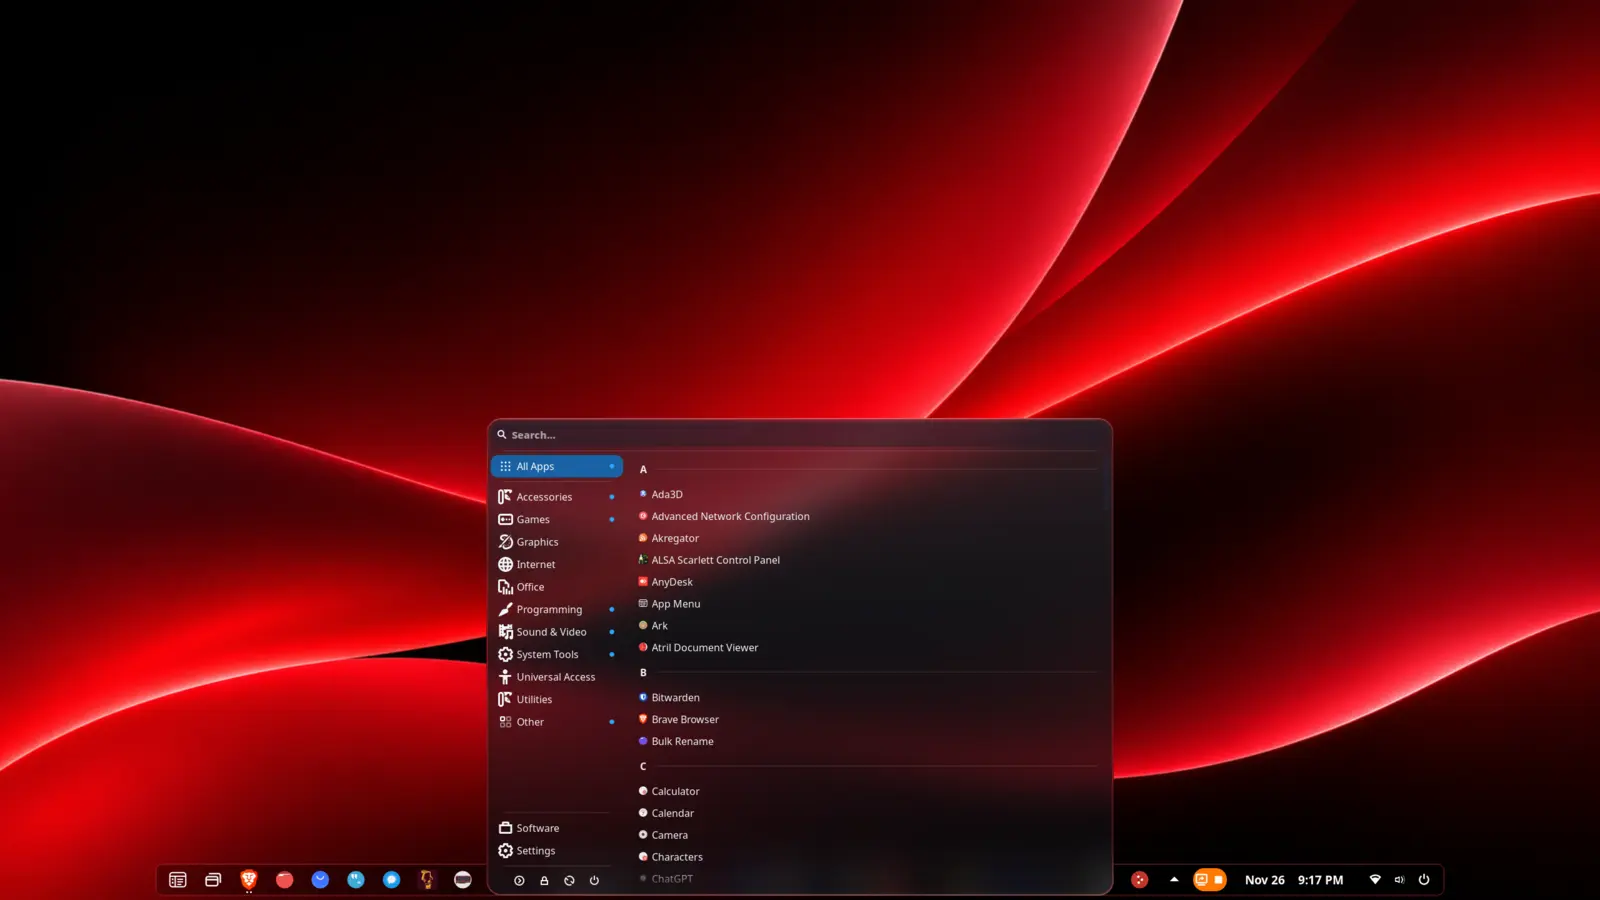 Search...
All Apps
Accessories
Games
Graphics
Internet
Office
Programming
Sound & Video
System Tools
Universal Access
Utilities
Other
Software
Settings
A
Ada3D
Advanced Network Configuration
Akregator
ALSA Scarlett Control Panel
AnyDesk
App Menu
Ark
Atril Document Viewer
B
Bitwarden
Brave Browser
Bulk Rename
C
Calculator
Calendar
Camera
Characters
ChatGPT
Nov 26 9:17 PM